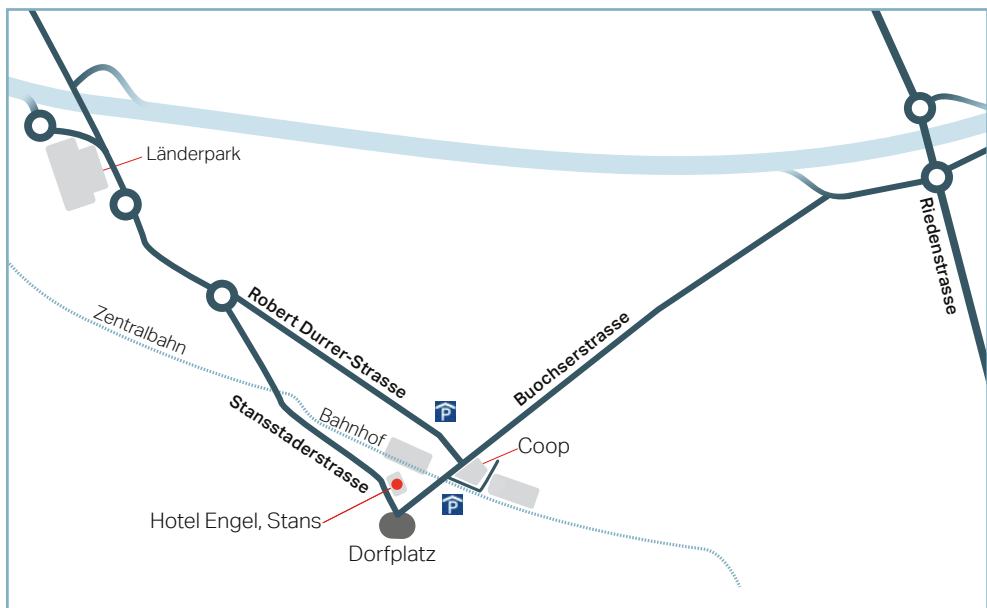 Länderpark
Riedenstrasse
Robert Durrer-Strasse
Zentralbahn
Buochserstrasse
Stansstaderstrasse
Bahnhof
P
Coop
P
Hotel Engel, Stans
Dorfplatz